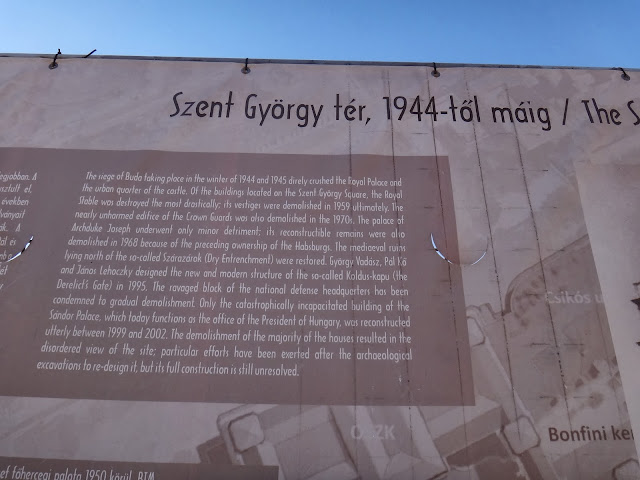 Szent György tér, 1944-től máig / The S
The siege of Buda taking place in the winter of 1944 and 1945 direly crushed the Royal Palace and
the urban quarter of the castle. Of the buildings located on the Szent György Square, the Royal
Stable was destroyed the most drastically; its vestiges were demolished in 1959 ultimately. The
nearly unharmed edifice of the Crown Guards was also demolished in the 1970s. The palace of
Archduke Joseph underwent only minor detriment; its reconstructible remains were also
demolished in 1968 because of the preceding ownership of the Habsburgs. The mediaeval ruins
lying north of the so-called Szárazárok (Dry Entrenchment) were restored. György Vadász, Pál Kő
and János Lehoczky designed the new and modern structure of the so-called Koldus-kapu (the
Derelict's Gate) in 1995. The ravaged block of the national defense headquarters has been
condemned to gradual demolishment. Only the catastrophically incapacitated building of the
Sándor Palace, which today functions as the office of the President of Hungary, was reconstructed
utterly between 1999 and 2002. The demolishment of the majority of the houses resulted in the
disordered view of the site; particular efforts have been exerted after the archaeological
excavations to re-design it, but its full construction is still unresolved.
Csikós u
OSZK
Bonfini ker
ef főhercegi palota 1950 körül, BTM